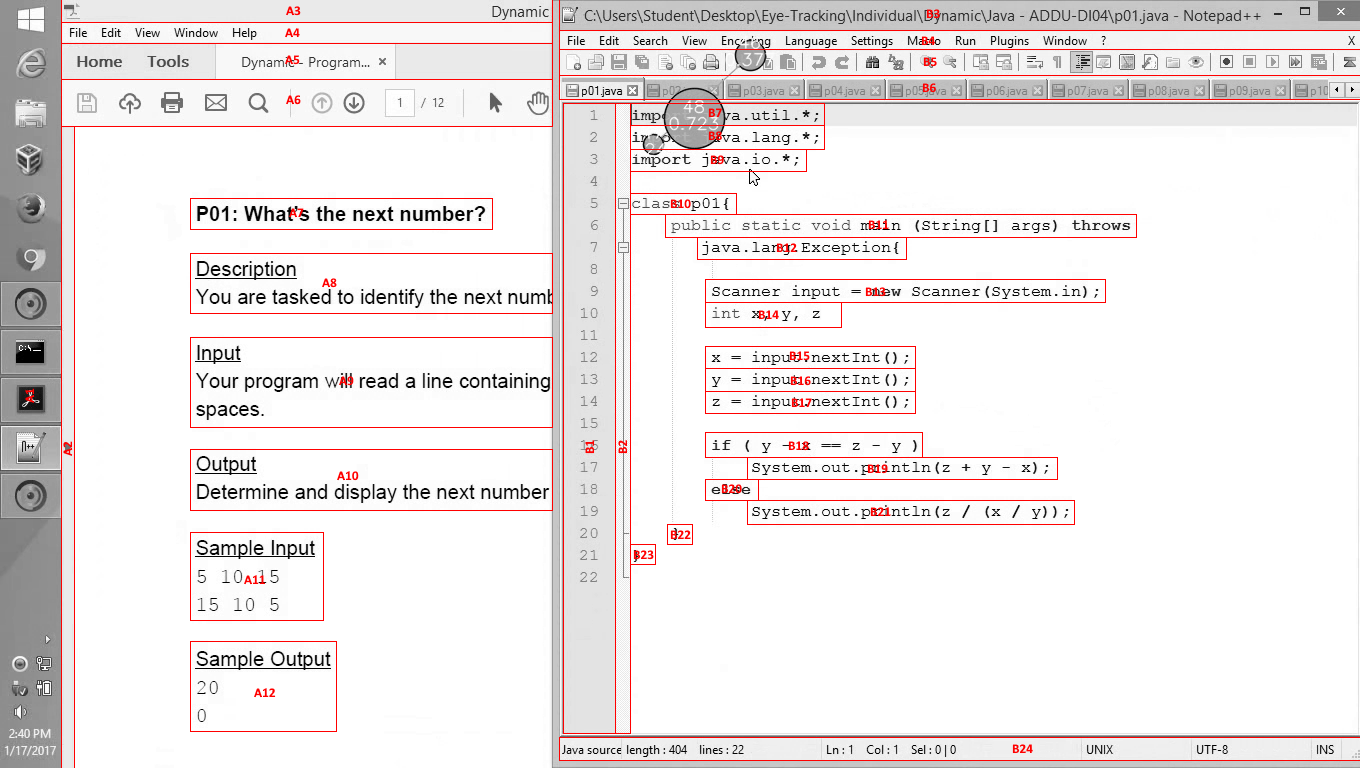 A3
Dynamic
File Edit View Window Help
A4
Home Tools
Dynamic - Program... ×
A5
A6
1 / 12
P01: What's the next number?
A7
Description
A8
You are tasked to identify the next numb
Input
Your program will read a line containing
A9
spaces.
Output
A10
Determine and display the next number
Sample Input
5 10 15
A11
15 10 5
Sample Output
20
A12
0
A2
2:40 PM
1/17/2017
C:\Users\Student\Desktop\Eye-Tracking\Individual\Dynamic\Java - ADDU-DI04\p01.java - Notepad++
B3
File Edit Search View Encoding Language Settings Macro Run Plugins Window ? X
B4
37
B5
p01.java p03.java p04.java p05.java p06.java p07.java p08.java p09.java p10
B6
1 import java.util.*;
48
0.723
B7
2 import java.lang.*;
B8
3 import java.io.*;
B9
4
5 class p01{
B10
6 public static void main (String[] args) throws
B11
7 java.lang.Exception{
B12
8
9 Scanner input = new Scanner(System.in);
B13
10 int x, y, z
B14
11
12 x = input.nextInt();
B15
13 y = input.nextInt();
B16
14 z = input.nextInt();
B17
15
16 if ( y - x == z - y )
B18
B1
B2
17 System.out.println(z + y - x);
B19
18 else
B20
19 System.out.println(z / (x / y));
B21
20 }
B22
21 }
B23
22
Java source length : 404 lines : 22 Ln : 1 Col : 1 Sel : 0 | 0 B24 UNIX UTF-8 INS